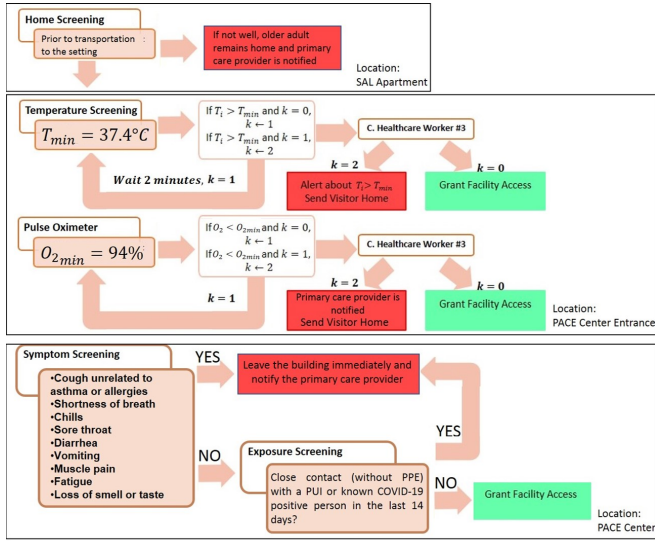 Home Screening
Prior to transportation :
to the setting
If not well, older adult
remains home and primary
care provider is notified
Location:
SAL Apartment
Temperature Screening
T_min = 37.4°C
If T_i > T_min and k = 0,
k ← 1
If T_i > T_min and k = 1,
k ← 2
C. Healthcare Worker #3
Wait 2 minutes, k = 1
k = 2
k = 0
Alert about T_i > T_min
Send Visitor Home
Grant Facility Access
Pulse Oximeter
O_2min = 94%
If O_2 < O_2min and k = 0,
k ← 1
If O_2 < O_2min and k = 1,
k ← 2
C. Healthcare Worker #3
k = 1
k = 2
k = 0
Primary care provider is
notified
Send Visitor Home
Grant Facility Access
Location:
PACE Center Entrance
Symptom Screening
•Cough unrelated to
asthma or allergies
•Shortness of breath
•Chills
•Sore throat
•Diarrhea
•Vomiting
•Muscle pain
•Fatigue
•Loss of smell or taste
YES
Leave the building immediately and
notify the primary care provider
YES
NO
Exposure Screening
Close contact (without PPE)
with a PUI or known COVID-19
positive person in the last 14
days?
NO
Grant Facility Access
Location:
PACE Center